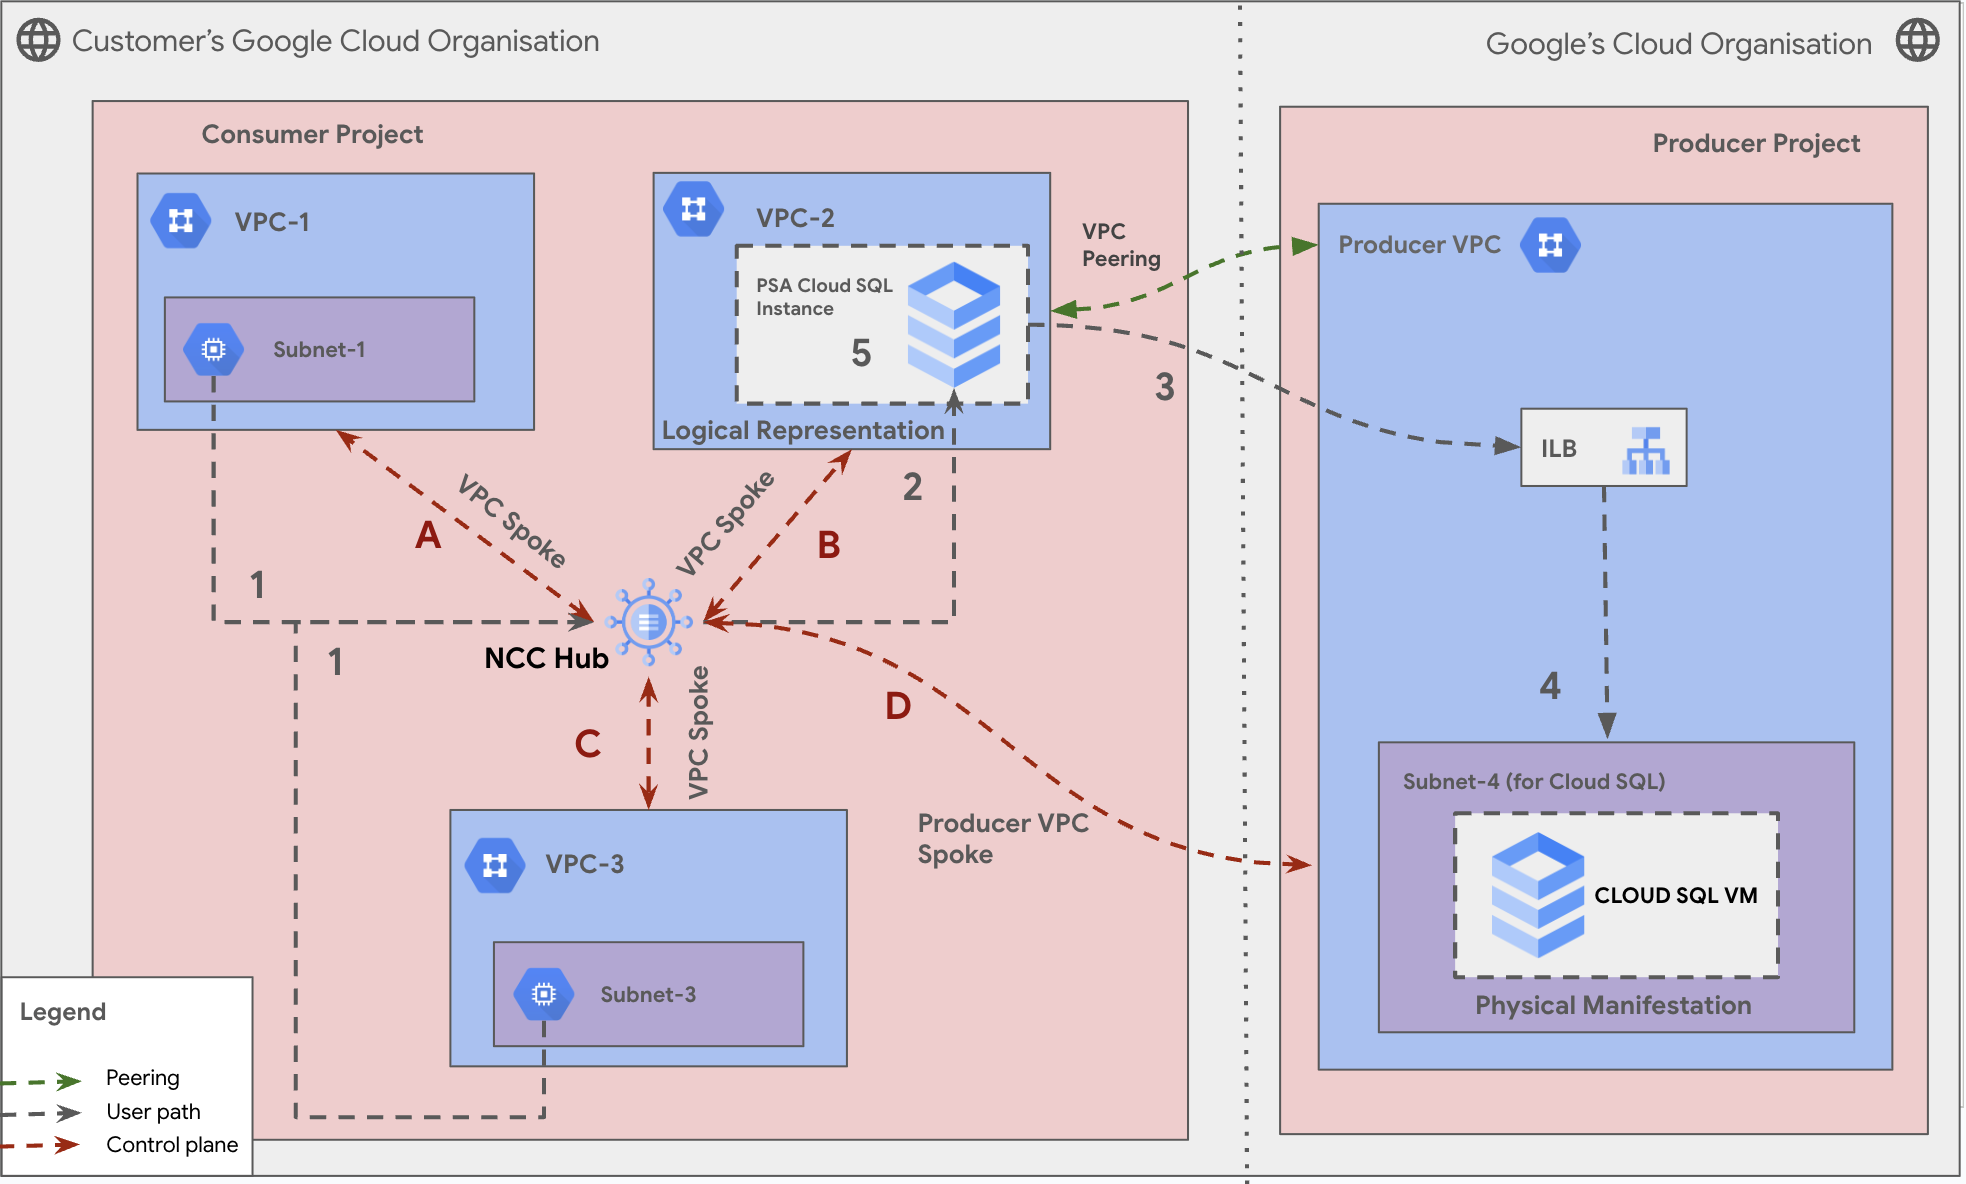 Customer's Google Cloud Organisation
Google's Cloud Organisation
Consumer Project
Producer Project
VPC-1
Subnet-1
VPC-2
PSA Cloud SQL
Instance
5
Logical Representation
VPC
Peering
Producer VPC
3
ILB
2
VPC Spoke
A
VPC Spoke
B
1
1
NCC Hub
VPC Spoke
C
D
4
Producer VPC
Spoke
Subnet-4 (for Cloud SQL)
CLOUD SQL VM
Physical Manifestation
VPC-3
Subnet-3
Legend
Peering
User path
Control plane